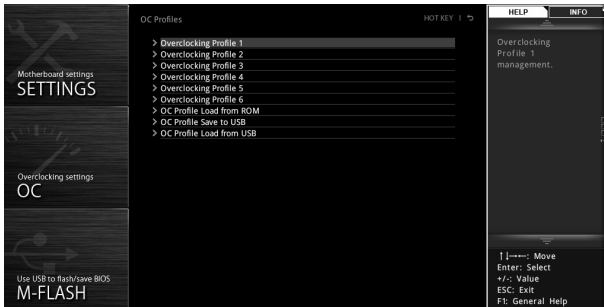 OC Profiles
HOT KEY |
HELP
INFO
Motherboard settings
SETTINGS
Overclocking settings
OC
Use USB to flash/save BIOS
M-FLASH
> Overclocking Profile 1
> Overclocking Profile 2
> Overclocking Profile 3
> Overclocking Profile 4
> Overclocking Profile 5
> Overclocking Profile 6
> OC Profile Load from ROM
> OC Profile Save to USB
> OC Profile Load from USB
Overclocking
Profile 1
management.
↑↓→←: Move
Enter: Select
+/-: Value
ESC: Exit
F1: General Help